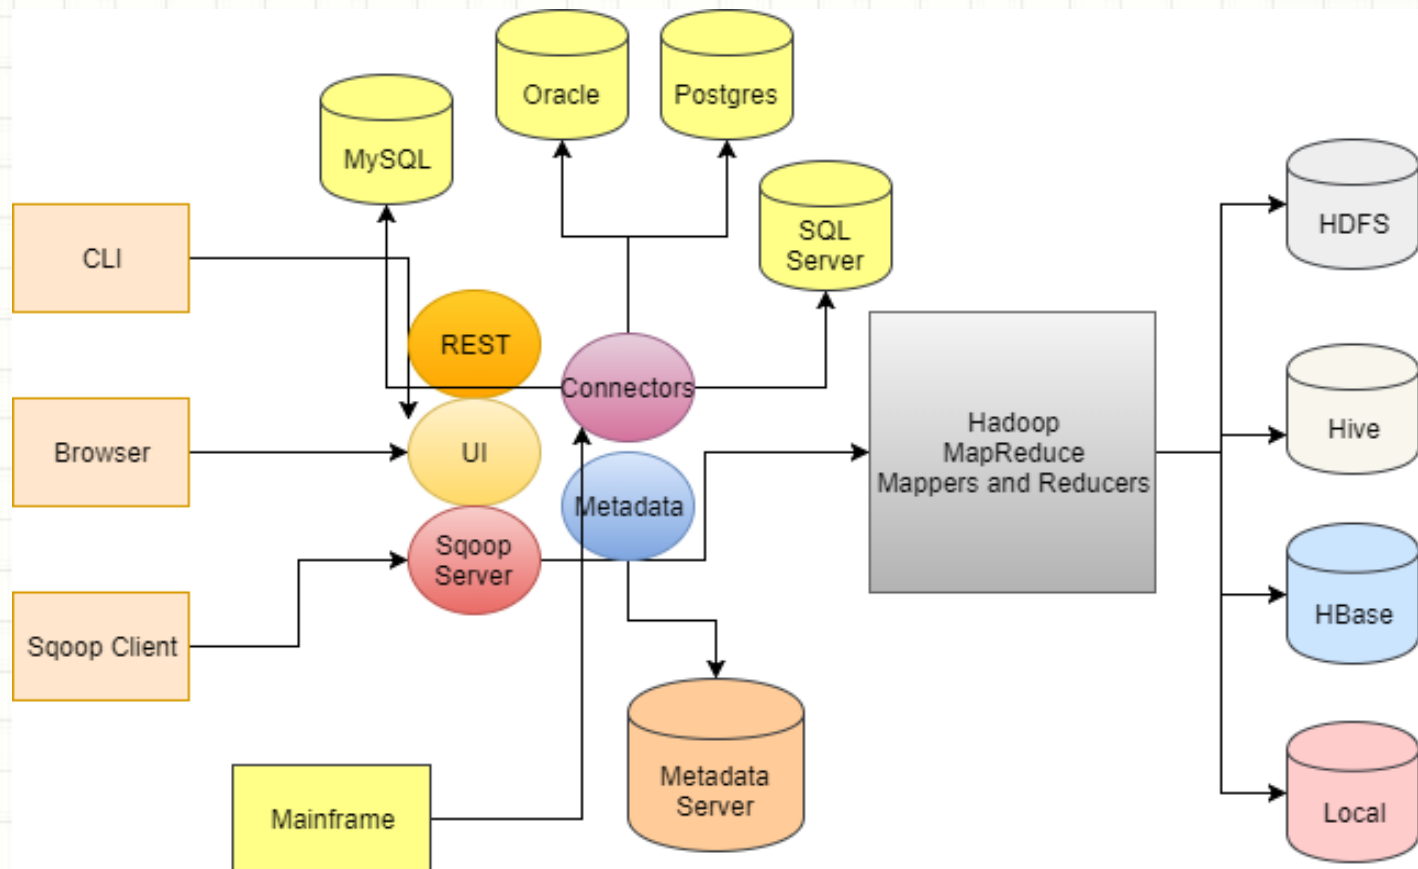 Oracle
Postgres
MySQL
SQL
Server
CLI
REST
Connectors
HDFS
Hadoop
MapReduce
Mappers and Reducers
Hive
Browser
UI
Metadata
Sqoop
Server
Sqoop Client
HBase
Metadata
Server
Mainframe
Local